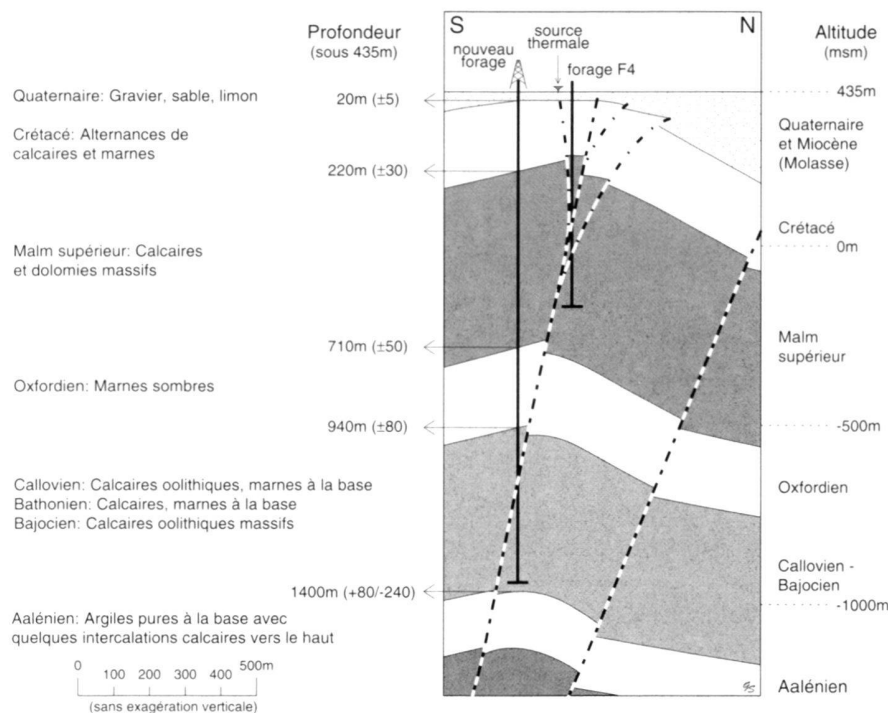 Profondeur
(sous 435m)
S
N
Altitude
(msm)
nouveau
forage
source
thermale
forage F4
435m
Quaternaire: Gravier, sable, limon
20m (±5)
Crétacé: Alternances de
calcaires et marnes
220m (±30)
Quaternaire
et Miocène
(Molasse)
Crétacé
0m
Malm supérieur: Calcaires
et dolomies massifs
710m (±50)
Malm
supérieur
Oxfordien: Marnes sombres
940m (±80)
-500m
Oxfordien
Callovien: Calcaires oolithiques, marnes à la base
Bathonien: Calcaires, marnes à la base
Bajocien: Calcaires oolithiques massifs
Callovien -
Bajocien
1400m (+80/-240)
-1000m
Aalénien: Argiles pures à la base avec
quelques intercalations calcaires vers le haut
0
100
200
300
400
500m
(sans exagération verticale)
Aalénien